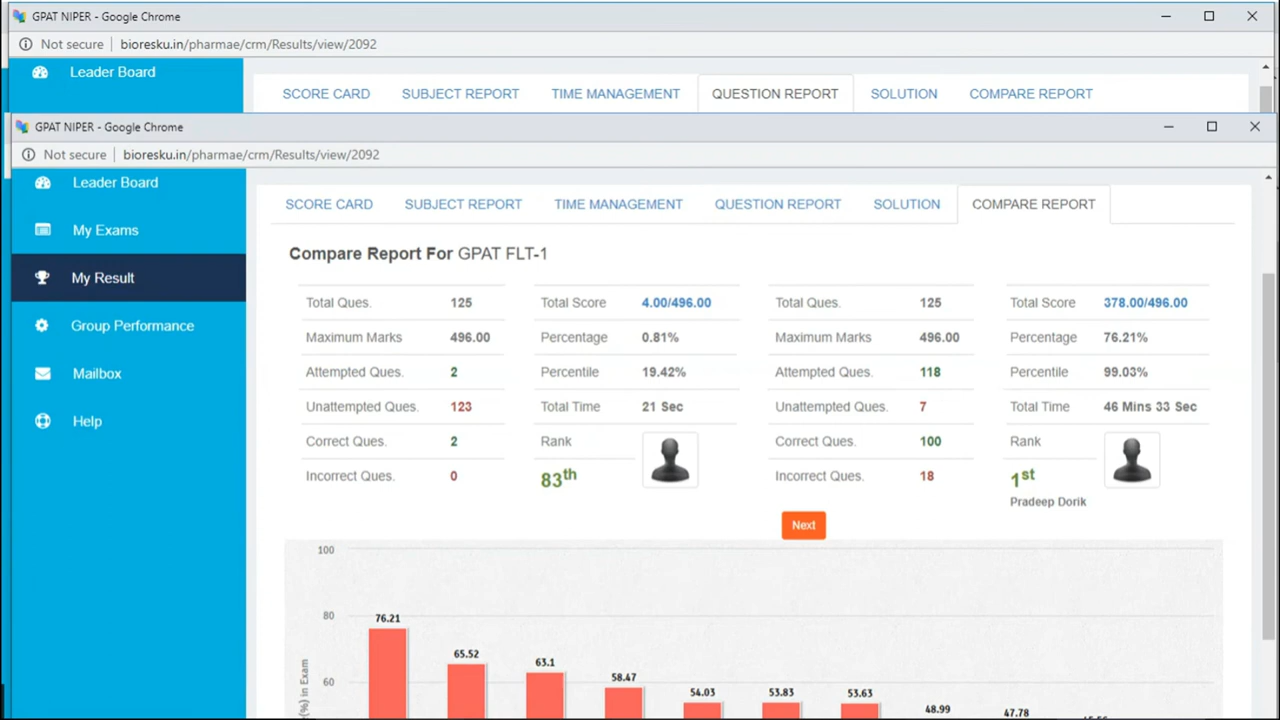 GPAT NIPER - Google Chrome
Not secure | bioresku.in/pharmae/crm/Results/view/2092
Leader Board
SCORE CARD SUBJECT REPORT TIME MANAGEMENT QUESTION REPORT SOLUTION COMPARE REPORT
GPAT NIPER - Google Chrome
Not secure | bioresku.in/pharmae/crm/Results/view/2092
Leader Board
SCORE CARD SUBJECT REPORT TIME MANAGEMENT QUESTION REPORT SOLUTION COMPARE REPORT
My Exams
My Result
Group Performance
Mailbox
Help
Compare Report For GPAT FLT-1
Total Ques. 125 Total Score 4.00/496.00 Total Ques. 125 Total Score 378.00/496.00
Maximum Marks 496.00 Percentage 0.81% Maximum Marks 496.00 Percentage 76.21%
Attempted Ques. 2 Percentile 19.42% Attempted Ques. 118 Percentile 99.03%
Unattempted Ques. 123 Total Time 21 Sec Unattempted Ques. 7 Total Time 46 Mins 33 Sec
Correct Ques. 2 Rank Correct Ques. 100 Rank
Incorrect Ques. 0 83th Incorrect Ques. 18 1st
Pradeep Dorik
Next
100
80
60
(%) in Exam
76.21
65.52
63.1
58.47
54.03
53.83
53.63
48.99
47.78